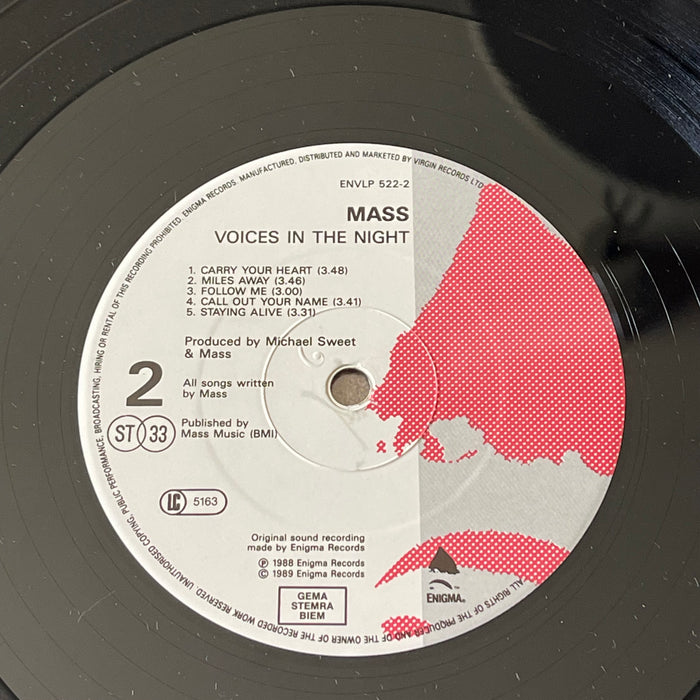 ENVLP 522-2
MASS
VOICES IN THE NIGHT
1. CARRY YOUR HEART (3.48)
2. MILES AWAY (3.46)
3. FOLLOW ME (3.00)
4. CALL OUT YOUR NAME (3.41)
5. STAYING ALIVE (3.31)
Produced by Michael Sweet
& Mass
2
All songs written
by Mass
ST 33
Published by
Mass Music (BMI)
LC 5163
Original sound recording
made by Enigma Records
Ⓟ 1988 Enigma Records
© 1989 Enigma Records
GEMA
STEMRA
BIEM
ENIGMA®
ALL RIGHTS OF THE PRODUCER AND OF THE OWNER OF THE RECORDED WORK RESERVED. UNAUTHORISED COPYING, PUBLIC PERFORMANCE, BROADCASTING, HIRING OR RENTAL OF THIS RECORDING PROHIBITED. ENIGMA RECORDS. MANUFACTURED, DISTRIBUTED AND MARKETED BY VIRGIN RECORDS LTD